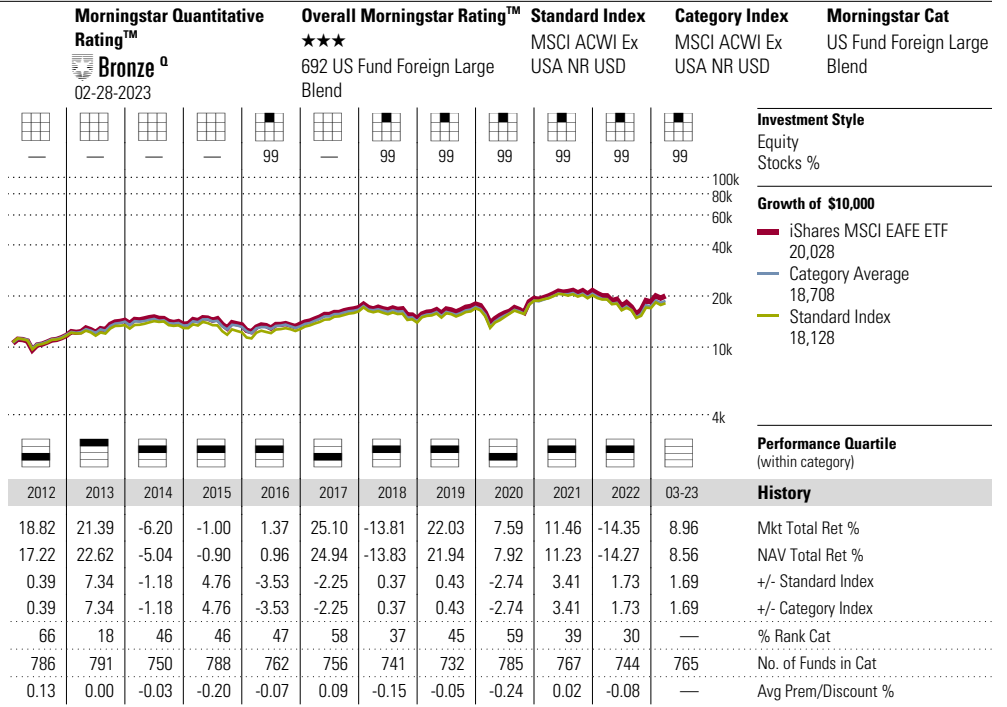 Morningstar Quantitative Rating™
Bronze Q
02-28-2023
Overall Morningstar Rating™
★★★
692 US Fund Foreign Large
Blend
Standard Index
MSCI ACWI Ex
USA NR USD
Category Index
MSCI ACWI Ex
USA NR USD
Morningstar Cat
US Fund Foreign Large
Blend
— — — — 99 — 99 99 99 99 99 99
Investment Style
Equity
Stocks %
100k
80k
60k
40k
20k
10k
4k
Growth of $10,000
iShares MSCI EAFE ETF
20,028
Category Average
18,708
Standard Index
18,128
Performance Quartile
(within category)
2012 2013 2014 2015 2016 2017 2018 2019 2020 2021 2022 03-23 History
18.82 21.39 -6.20 -1.00 1.37 25.10 -13.81 22.03 7.59 11.46 -14.35 8.96 Mkt Total Ret %
17.22 22.62 -5.04 -0.90 0.96 24.94 -13.83 21.94 7.92 11.23 -14.27 8.56 NAV Total Ret %
0.39 7.34 -1.18 4.76 -3.53 -2.25 0.37 0.43 -2.74 3.41 1.73 1.69 +/- Standard Index
0.39 7.34 -1.18 4.76 -3.53 -2.25 0.37 0.43 -2.74 3.41 1.73 1.69 +/- Category Index
66 18 46 46 47 58 37 45 59 39 30 — % Rank Cat
786 791 750 788 762 756 741 732 785 767 744 765 No. of Funds in Cat
0.13 0.00 -0.03 -0.20 -0.07 0.09 -0.15 -0.05 -0.24 0.02 -0.08 — Avg Prem/Discount %